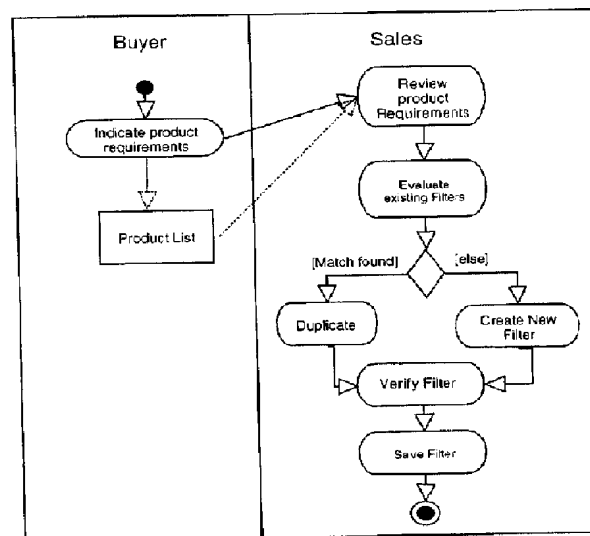 Buyer
Sales
Indicate product
requirements
Product List
Review
product
Requirements
Evaluate
existing Filters
[Match found]
[else]
Duplicate
Create New
Filter
Verify Filter
Save Filter